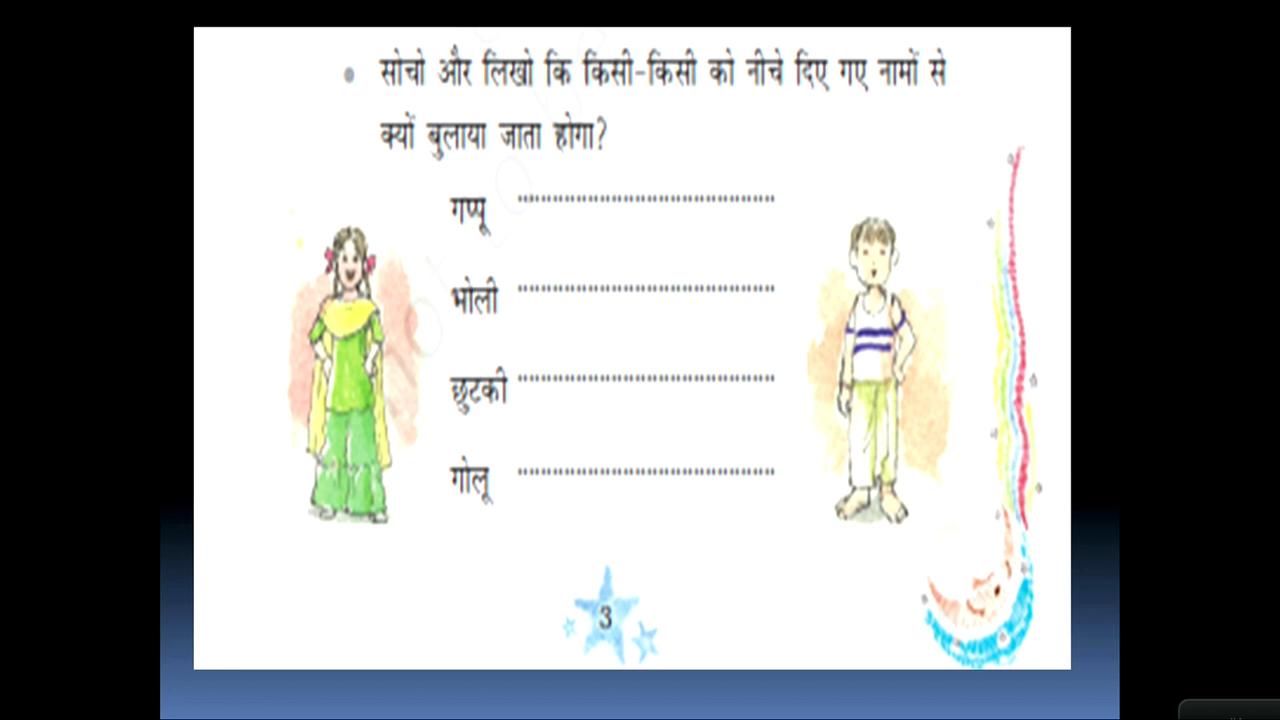 • सोचो और लिखो कि किसी-किसी को नीचे दिए गए नामों से
क्यों बुलाया जाता होगा?
गप्पू ............................................
भोली ............................................
छुटकी ............................................
गोलू ............................................
3